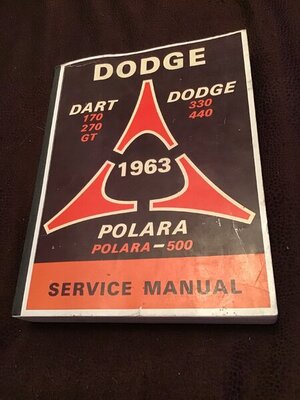 DODGE
DART
170
270
GT
DODGE
330
440
1963
POLARA
POLARA-500
SERVICE MANUAL